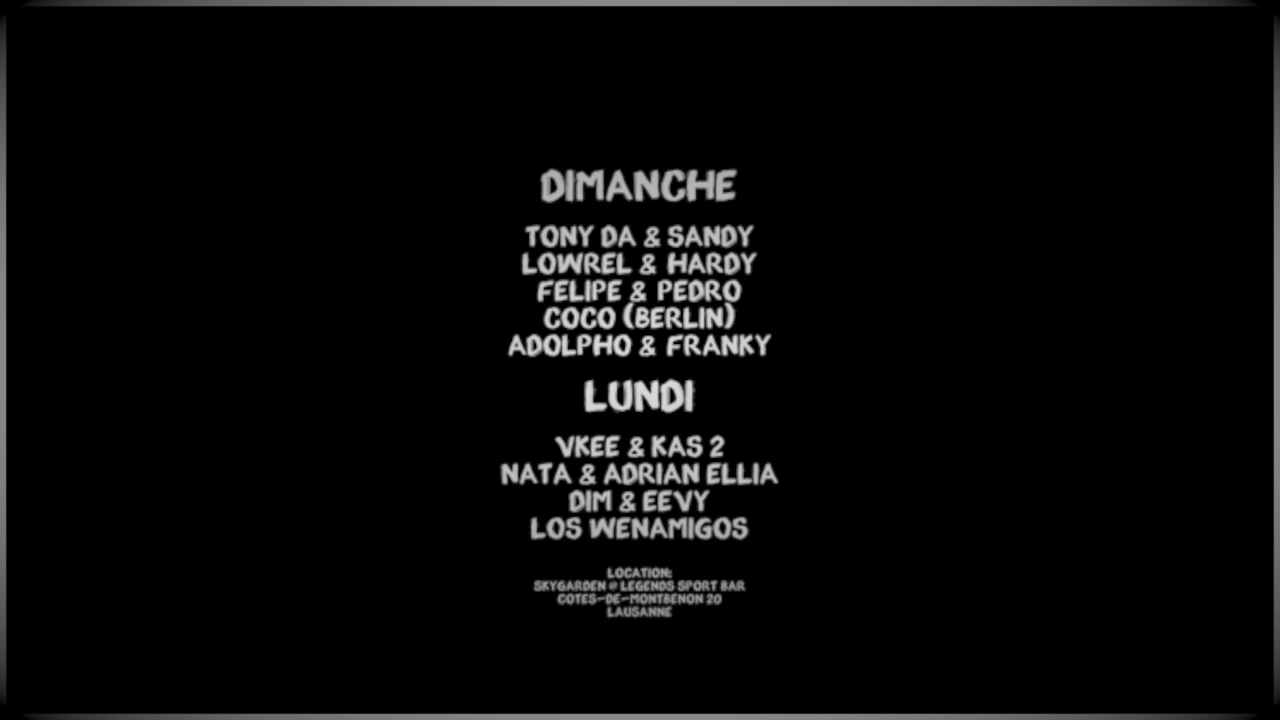 DIMANCHE
TONY DA & SANDY
LOWREL & HARDY
FELIPE & PEDRO
COCO (BERLIN)
ADOLPHO & FRANKY
LUNDI
VKEE & KAS 2
NATA & ADRIAN ELLIA
DIM & EEVY
LOS WENAMIGOS
LOCATION:
SKYGARDEN @ LEGENDS SPORT BAR
COTES-DE-MONTBENON 20
LAUSANNE